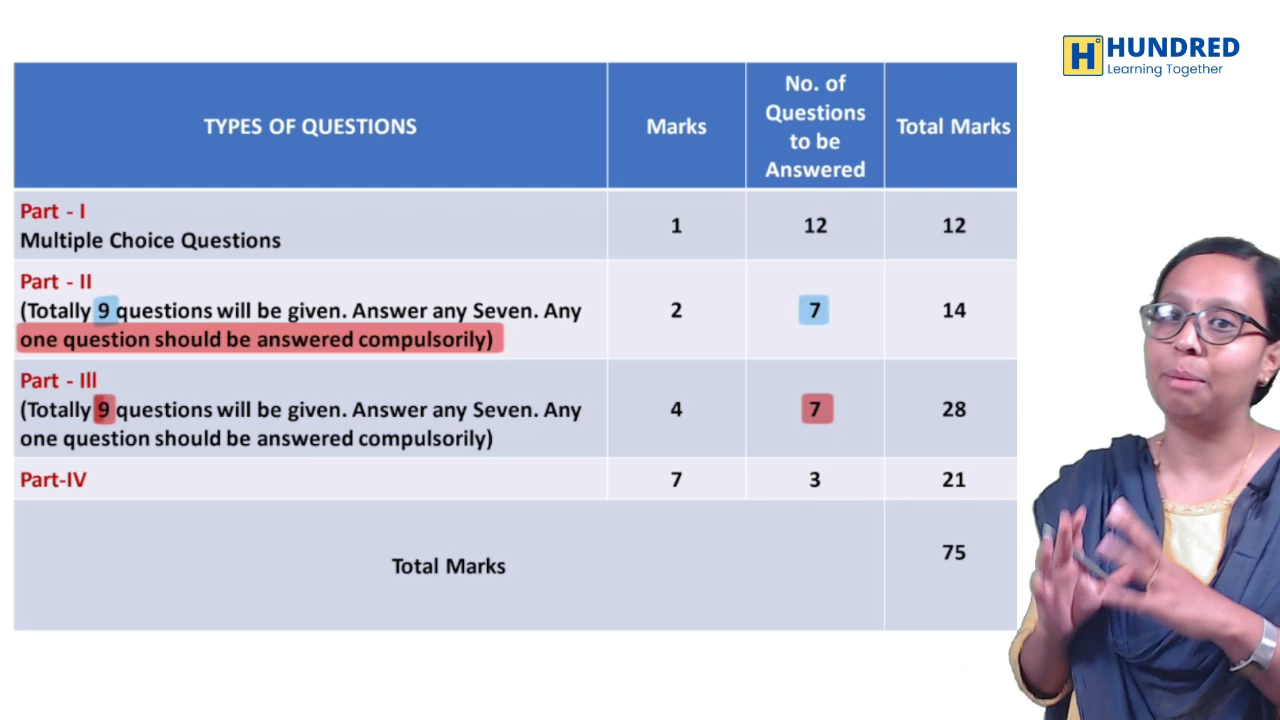 H° HUNDRED
Learning Together
TYPES OF QUESTIONS
Marks
No. of
Questions
to be
Answered
Total Marks
Part - I
Multiple Choice Questions
1
12
12
Part - II
(Totally 9 questions will be given. Answer any Seven. Any
one question should be answered compulsorily)
2
7
14
Part - Ill
(Totally 9 questions will be given. Answer any Seven. Any
one question should be answered compulsorily)
4
7
28
Part-IV
7
3
21
Total Marks
75